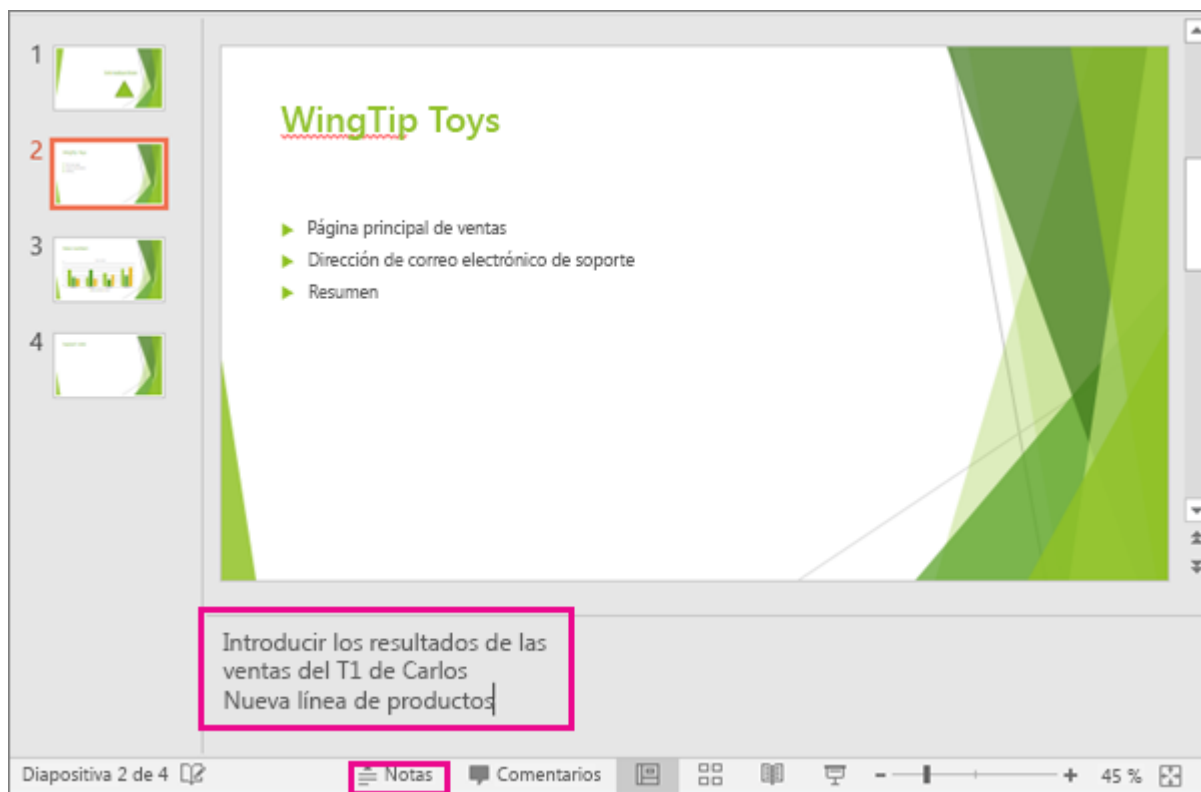 1
2
3
4
WingTip Toys
Página principal de ventas
Dirección de correo electrónico de soporte
Resumen
Introducir los resultados de las
ventas del T1 de Carlos
Nueva línea de productos
Diapositiva 2 de 4 Notas Comentarios 45 %